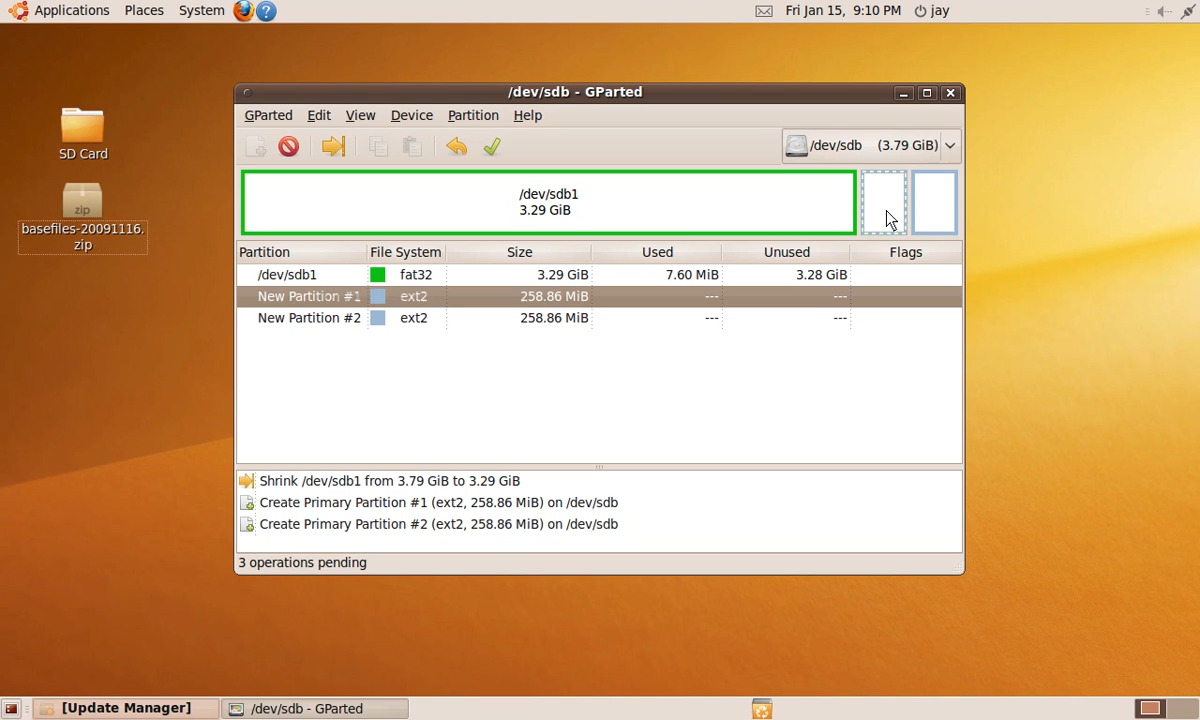 Applications Places System ? Fri Jan 15, 9:10 PM jay
/dev/sdb - GParted
GParted Edit View Device Partition Help
/dev/sdb (3.79 GiB)
/dev/sdb1
3.29 GiB
Partition File System Size Used Unused Flags
/dev/sdb1 fat32 3.29 GiB 7.60 MiB 3.28 GiB
New Partition #1 ext2 258.86 MiB --- ---
New Partition #2 ext2 258.86 MiB --- ---
Shrink /dev/sdb1 from 3.79 GiB to 3.29 GiB
Create Primary Partition #1 (ext2, 258.86 MiB) on /dev/sdb
Create Primary Partition #2 (ext2, 258.86 MiB) on /dev/sdb
3 operations pending
SD Card
zip
basefiles-20091116.
zip
[Update Manager] /dev/sdb - GParted